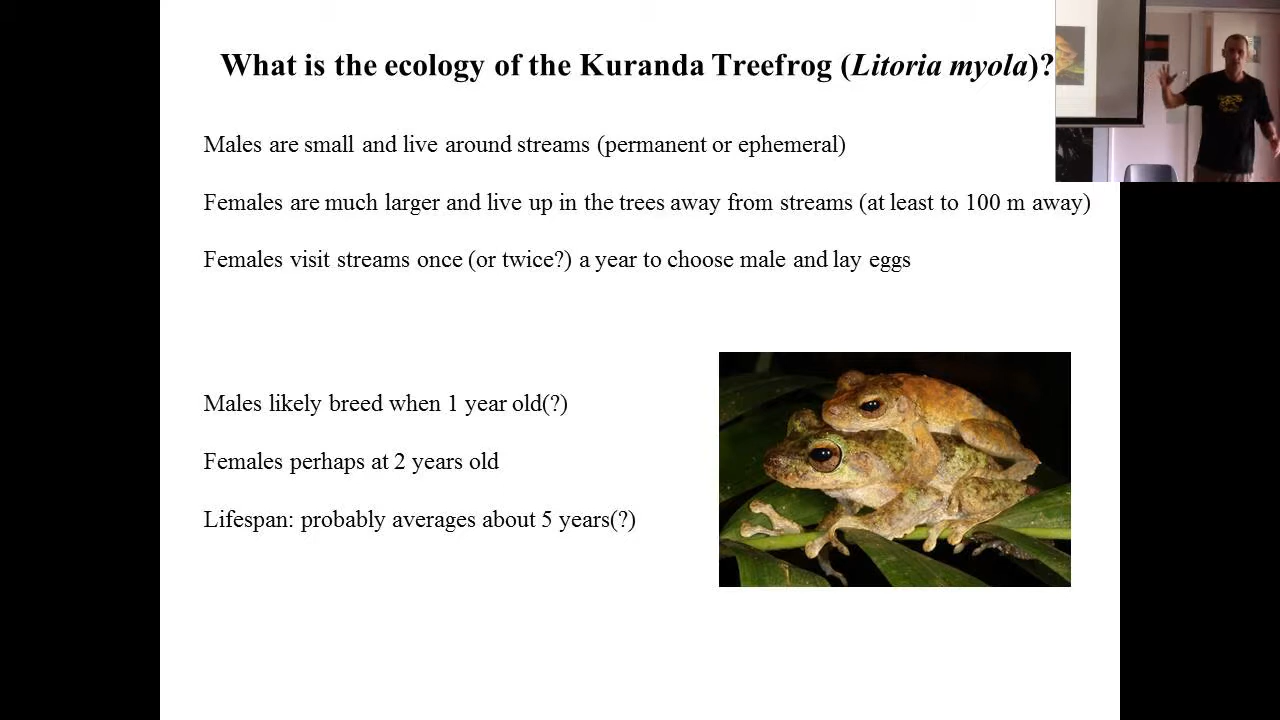 What is the ecology of the Kuranda Treefrog (Litoria myola)?
Males are small and live around streams (permanent or ephemeral)
Females are much larger and live up in the trees away from streams (at least to 100 m away)
Females visit streams once (or twice?) a year to choose male and lay eggs
Males likely breed when 1 year old(?)
Females perhaps at 2 years old
Lifespan: probably averages about 5 years(?)